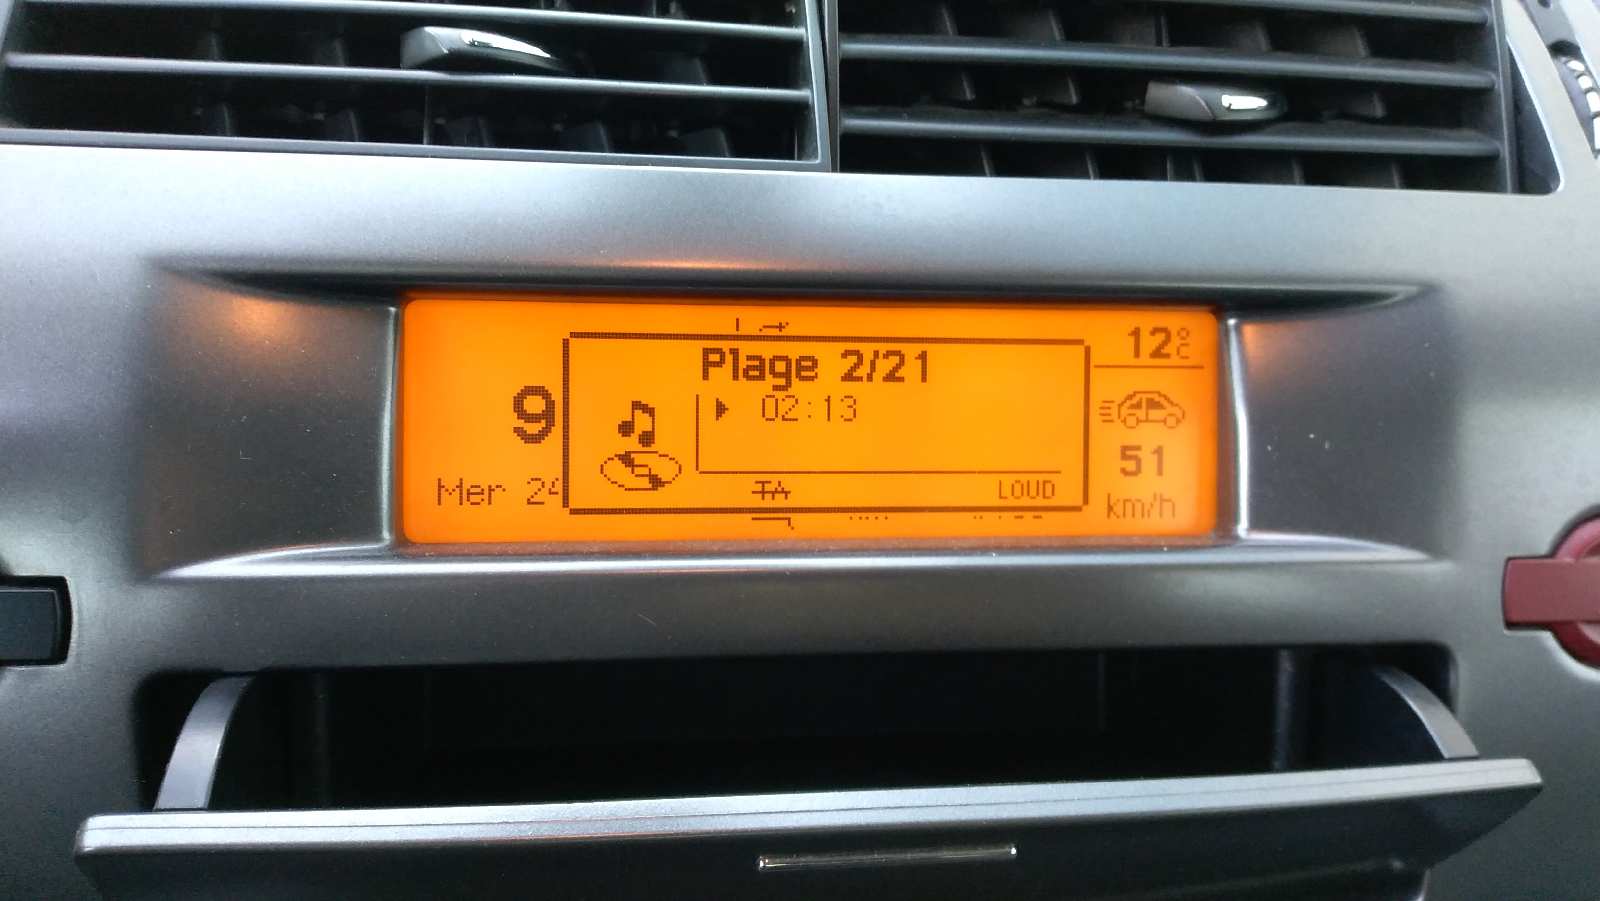 Plage 2/21
02:13
TA
LOUD
9
Mer 24
12°C
51
km/h